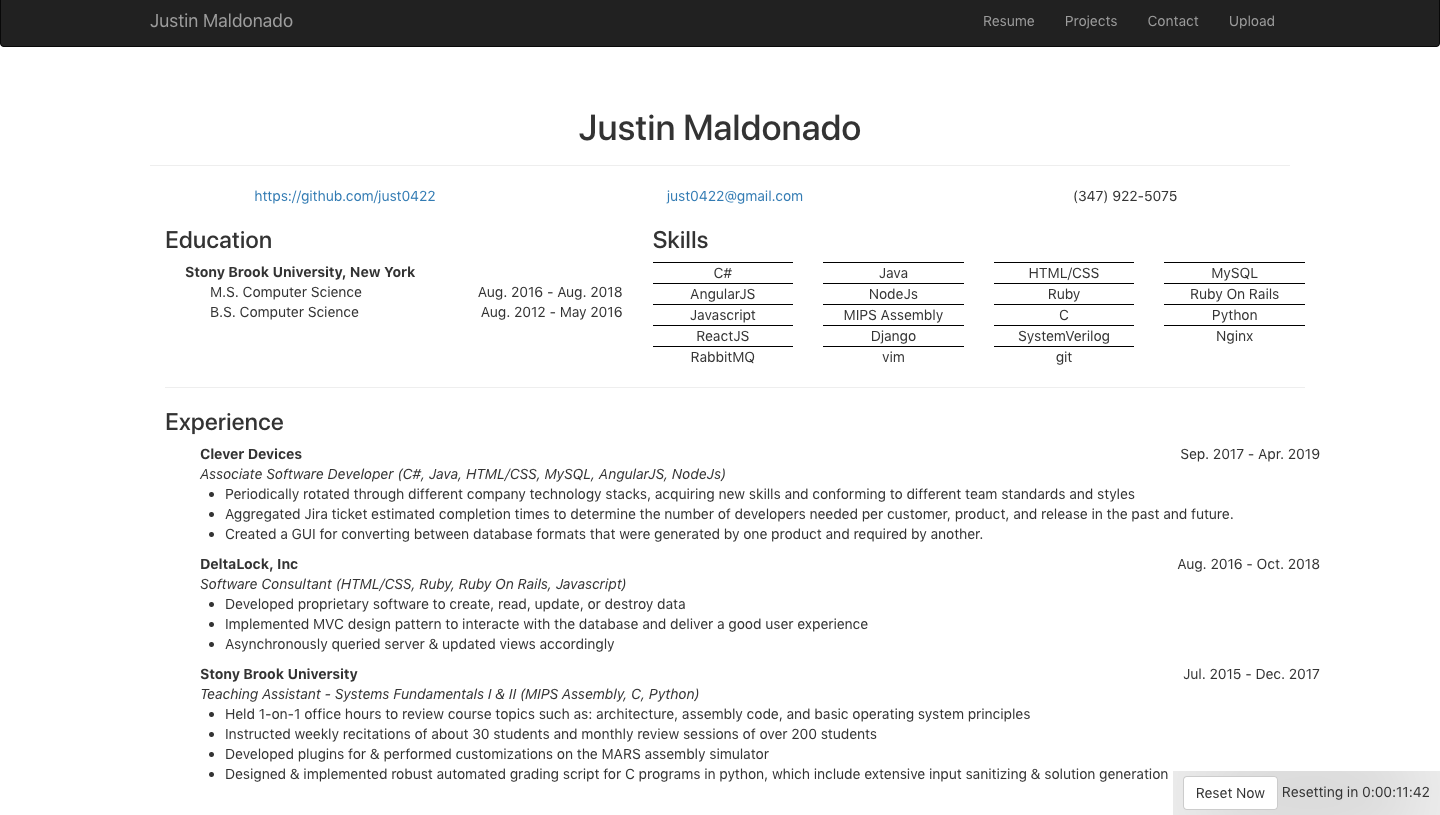 Justin Maldonado
Resume Projects Contact Upload
Justin Maldonado
https://github.com/just0422 just0422@gmail.com (347) 922-5075
Education
Stony Brook University, New York
M.S. Computer Science Aug. 2016 - Aug. 2018
B.S. Computer Science Aug. 2012 - May 2016
Skills
C# Java HTML/CSS MySQL
AngularJS NodeJs Ruby Ruby On Rails
Javascript MIPS Assembly C Python
ReactJS Django SystemVerilog Nginx
RabbitMQ vim git
Experience
Clever Devices Sep. 2017 - Apr. 2019
Associate Software Developer (C#, Java, HTML/CSS, MySQL, AngularJS, NodeJs)
• Periodically rotated through different company technology stacks, acquiring new skills and conforming to different team standards and styles
• Aggregated Jira ticket estimated completion times to determine the number of developers needed per customer, product, and release in the past and future.
• Created a GUI for converting between database formats that were generated by one product and required by another.
DeltaLock, Inc Aug. 2016 - Oct. 2018
Software Consultant (HTML/CSS, Ruby, Ruby On Rails, Javascript)
• Developed proprietary software to create, read, update, or destroy data
• Implemented MVC design pattern to interacte with the database and deliver a good user experience
• Asynchronously queried server & updated views accordingly
Stony Brook University Jul. 2015 - Dec. 2017
Teaching Assistant - Systems Fundamentals I & II (MIPS Assembly, C, Python)
• Held 1-on-1 office hours to review course topics such as: architecture, assembly code, and basic operating system principles
• Instructed weekly recitations of about 30 students and monthly review sessions of over 200 students
• Developed plugins for & performed customizations on the MARS assembly simulator
• Designed & implemented robust automated grading script for C programs in python, which include extensive input sanitizing & solution generation
Reset Now Resetting in 0:00:11:42